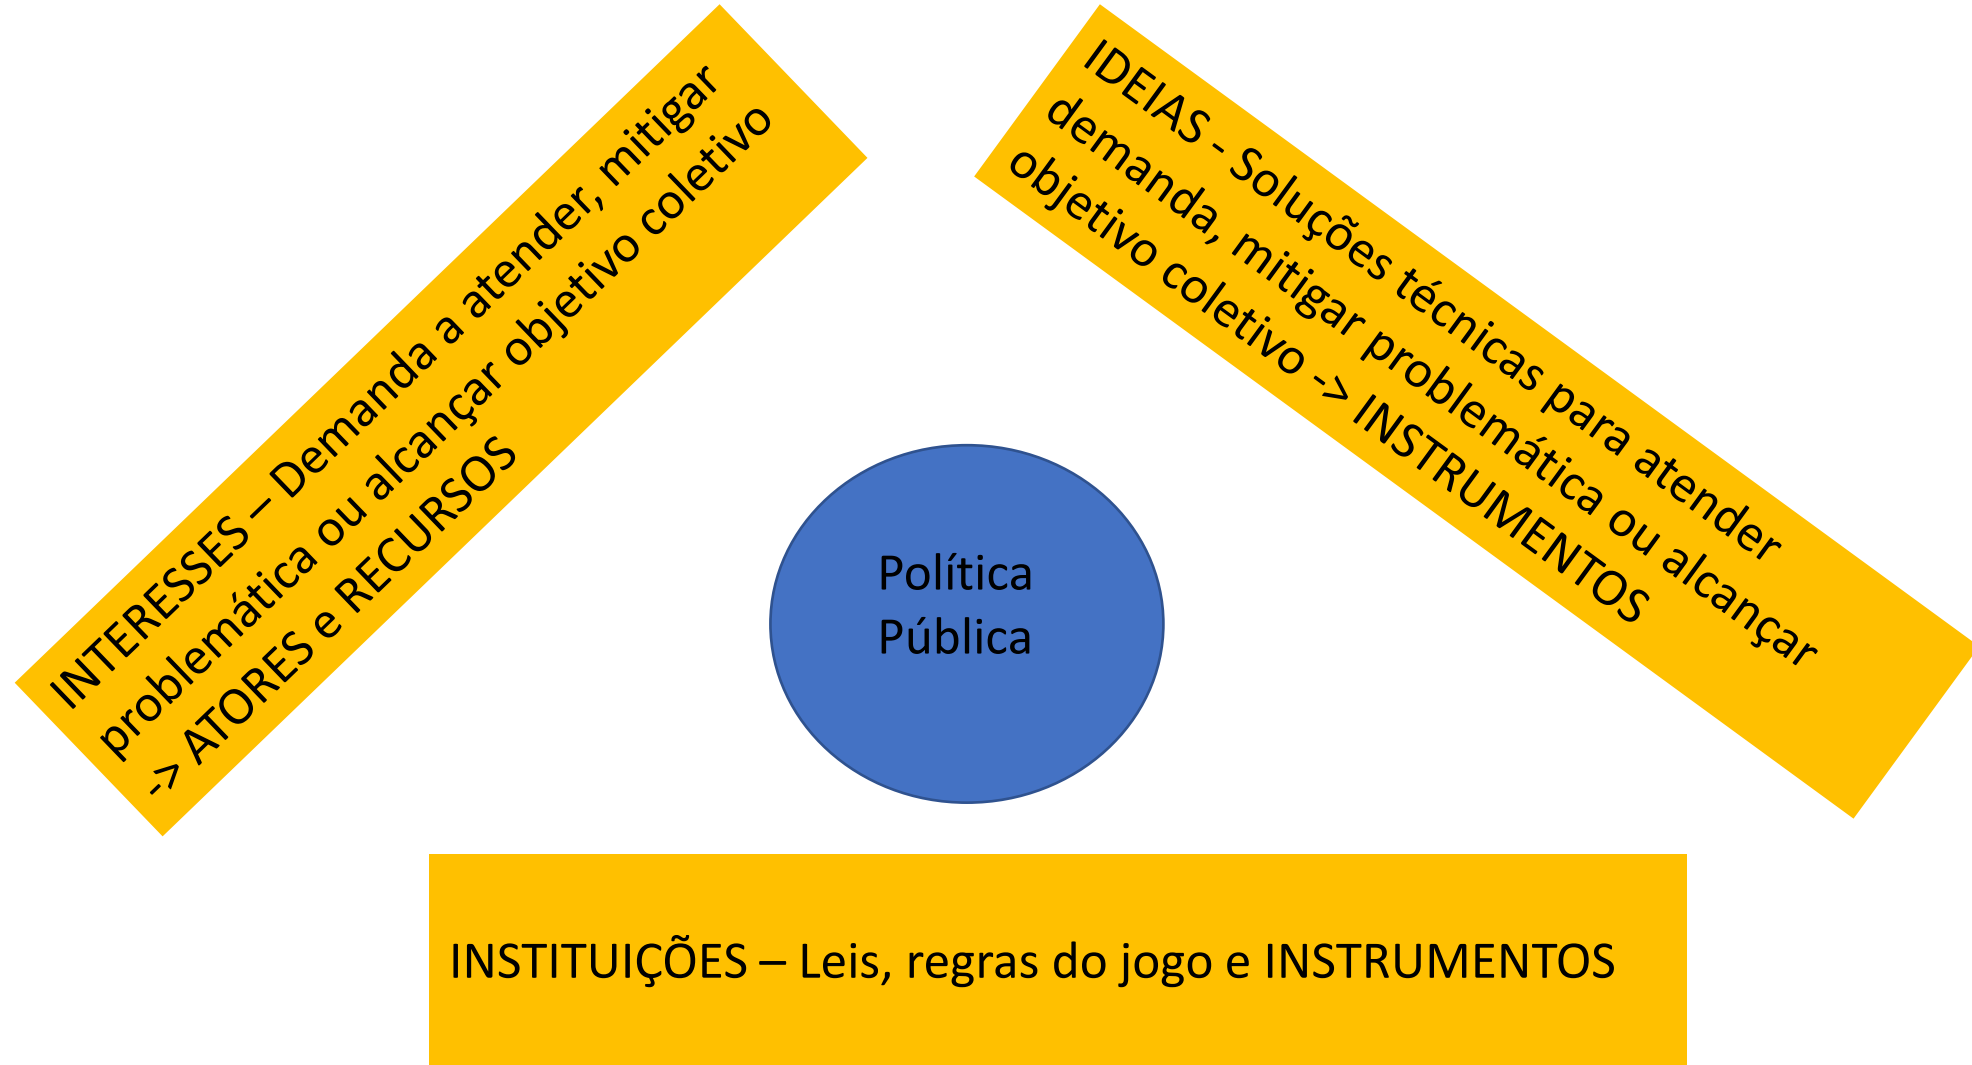 INTERESSES – Demanda a atender, mitigar
problemática ou alcançar objetivo coletivo
-> ATORES e RECURSOS
IDEIAS - Soluções técnicas para atender
demanda, mitigar problemática ou alcançar
objetivo coletivo -> INSTRUMENTOS
Política
Pública
INSTITUIÇÕES – Leis, regras do jogo e INSTRUMENTOS